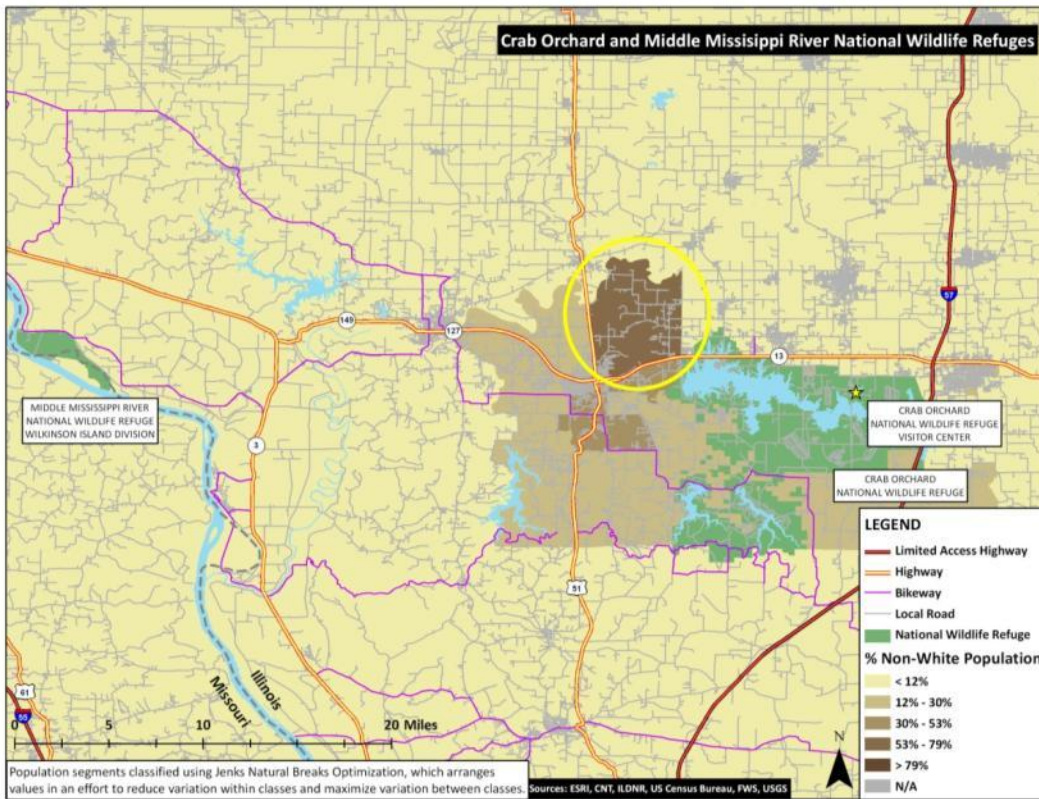 Crab Orchard and Middle Missisippi River National Wildlife Refuges
57
149
127
13
MIDDLE MISSISSIPPI RIVER
NATIONAL WILDLIFE REFUGE
WILKINSON ISLAND DIVISION
CRAB ORCHARD
NATIONAL WILDLIFE REFUGE
VISITOR CENTER
3
CRAB ORCHARD
NATIONAL WILDLIFE REFUGE
51
61
55
Illinois
Missouri
0 5 10 20 Miles
N
LEGEND
Limited Access Highway
Highway
Bikeway
Local Road
National Wildlife Refuge
% Non-White Population
< 12%
12% - 30%
30% - 53%
53% - 79%
> 79%
N/A
Population segments classified using Jenks Natural Breaks Optimization, which arranges
values in an effort to reduce variation within classes and maximize variation between classes.
Sources: ESRI, CNT, ILDNR, US Census Bureau, FWS, USGS